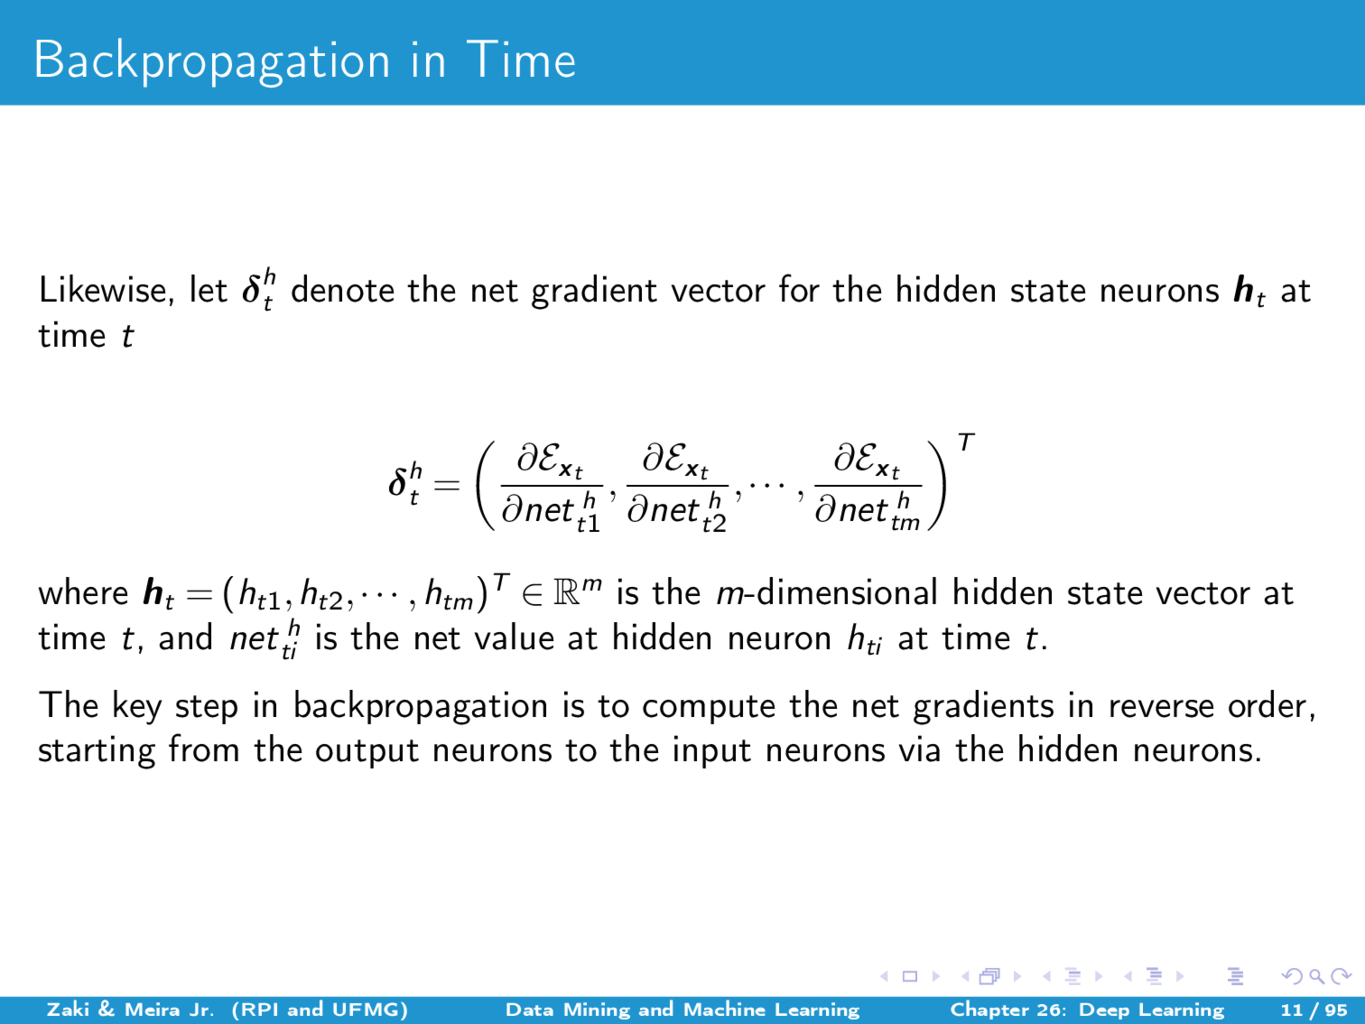 Backpropagation in Time
Likewise, let δ_t^h denote the net gradient vector for the hidden state neurons h_t at
time t
δ_t^h = (∂ℰ_{x_t}/∂net_{t1}^h, ∂ℰ_{x_t}/∂net_{t2}^h, ⋯, ∂ℰ_{x_t}/∂net_{tm}^h)^T
where h_t = (h_{t1}, h_{t2}, ⋯, h_{tm})^T ∈ ℝ^m is the m-dimensional hidden state vector at
time t, and net_{ti}^h is the net value at hidden neuron h_{ti} at time t.
The key step in backpropagation is to compute the net gradients in reverse order,
starting from the output neurons to the input neurons via the hidden neurons.
Zaki & Meira Jr. (RPI and UFMG) Data Mining and Machine Learning Chapter 26: Deep Learning 11 / 95